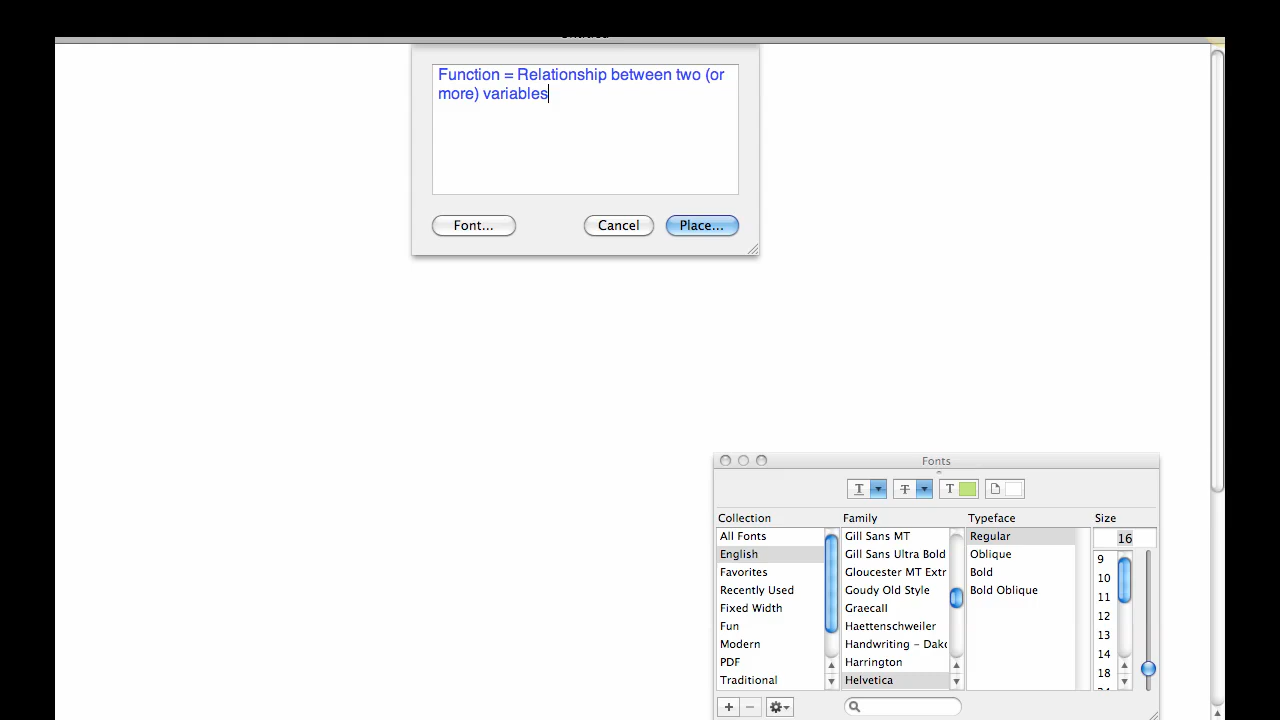 Untitled
Function = Relationship between two (or
more) variables
Font...
Cancel
Place...
Fonts
T
T
T
Collection
Family
Typeface
Size
All Fonts
Gill Sans MT
Regular
16
English
Gill Sans Ultra Bold
Oblique
9
Favorites
Gloucester MT Extr
Bold
10
Recently Used
Goudy Old Style
Bold Oblique
11
Fixed Width
Graecall
12
Fun
Haettenschweiler
13
Modern
Handwriting - Dako
14
PDF
Harrington
18
Traditional
Helvetica